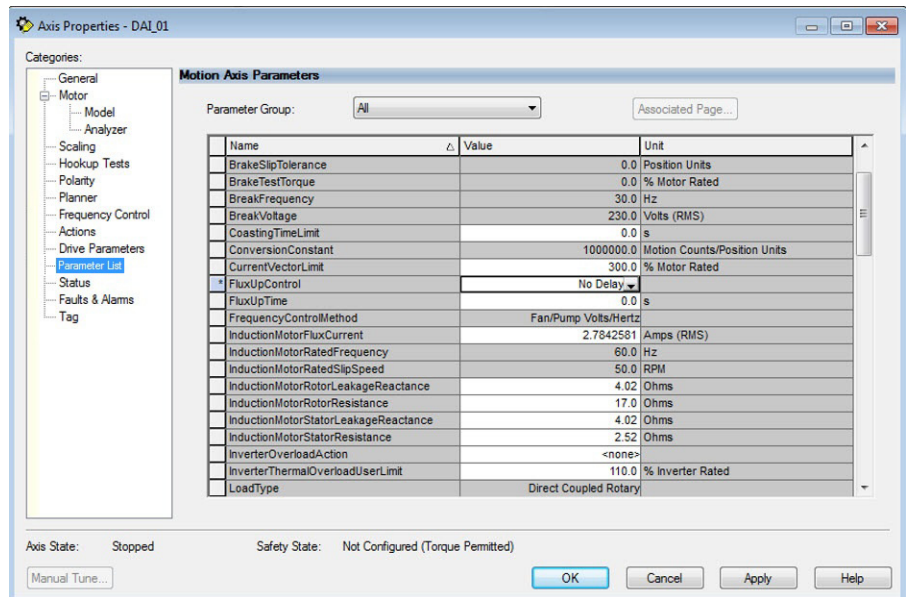 Axis Properties - DAI_01
Categories:
General
Motor
Model
Analyzer
Scaling
Hookup Tests
Polarity
Planner
Frequency Control
Actions
Drive Parameters
Parameter List
Status
Faults & Alarms
Tag
Motion Axis Parameters
Parameter Group: All Associated Page...
Name Value Unit
BrakeSlipTolerance 0.0 Position Units
BrakeTestTorque 0.0 % Motor Rated
BreakFrequency 30.0 Hz
BreakVoltage 230.0 Volts (RMS)
CoastingTimeLimit 0.0 s
ConversionConstant 1000000.0 Motion Counts/Position Units
CurrentVectorLimit 300.0 % Motor Rated
* FluxUpControl No Delay
FluxUpTime 0.0 s
FrequencyControlMethod Fan/Pump Volts/Hertz
InductionMotorFluxCurrent 2.7842581 Amps (RMS)
InductionMotorRatedFrequency 60.0 Hz
InductionMotorRatedSlipSpeed 50.0 RPM
InductionMotorRotorLeakageReactance 4.02 Ohms
InductionMotorRotorResistance 17.0 Ohms
InductionMotorStatorLeakageReactance 4.02 Ohms
InductionMotorStatorResistance 2.52 Ohms
InverterOverloadAction <none>
InverterThermalOverloadUserLimit 110.0 % Inverter Rated
LoadType Direct Coupled Rotary
Axis State: Stopped Safety State: Not Configured (Torque Permitted)
Manual Tune... OK Cancel Apply Help